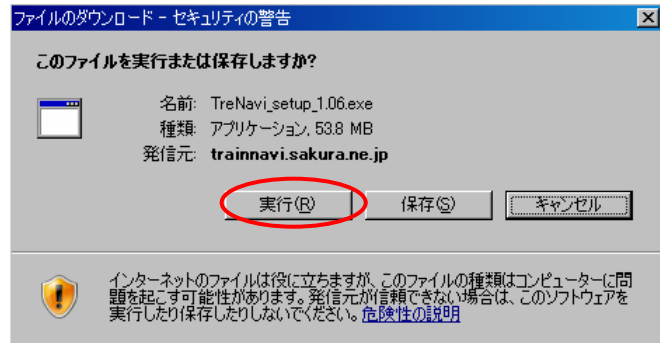 ファイルのダウンロード - セキュリティの警告
このファイルを実行または保存しますか?
名前: TreNavi_setup_1.06.exe
種類: アプリケーション, 53.8 MB
発信元: trainnavi.sakura.ne.jp
実行(R) 保存(S) キャンセル
インターネットのファイルは役に立ちますが、このファイルの種類はコンピューターに問
題を起こす可能性があります。発信元が信頼できない場合は、このソフトウェアを
実行したり保存したりしないでください。危険性の説明